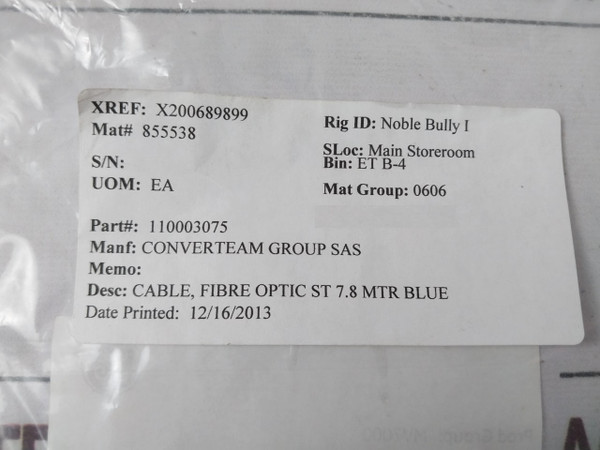 XREF: X200689899
Mat# 855538
Rig ID: Noble Bully I
SLoc: Main Storeroom
S/N:
Bin: ET B-4
UOM: EA
Mat Group: 0606
Part#: 110003075
Manf: CONVERTEAM GROUP SAS
Memo:
Desc: CABLE, FIBRE OPTIC ST 7.8 MTR BLUE
Date Printed: 12/16/2013